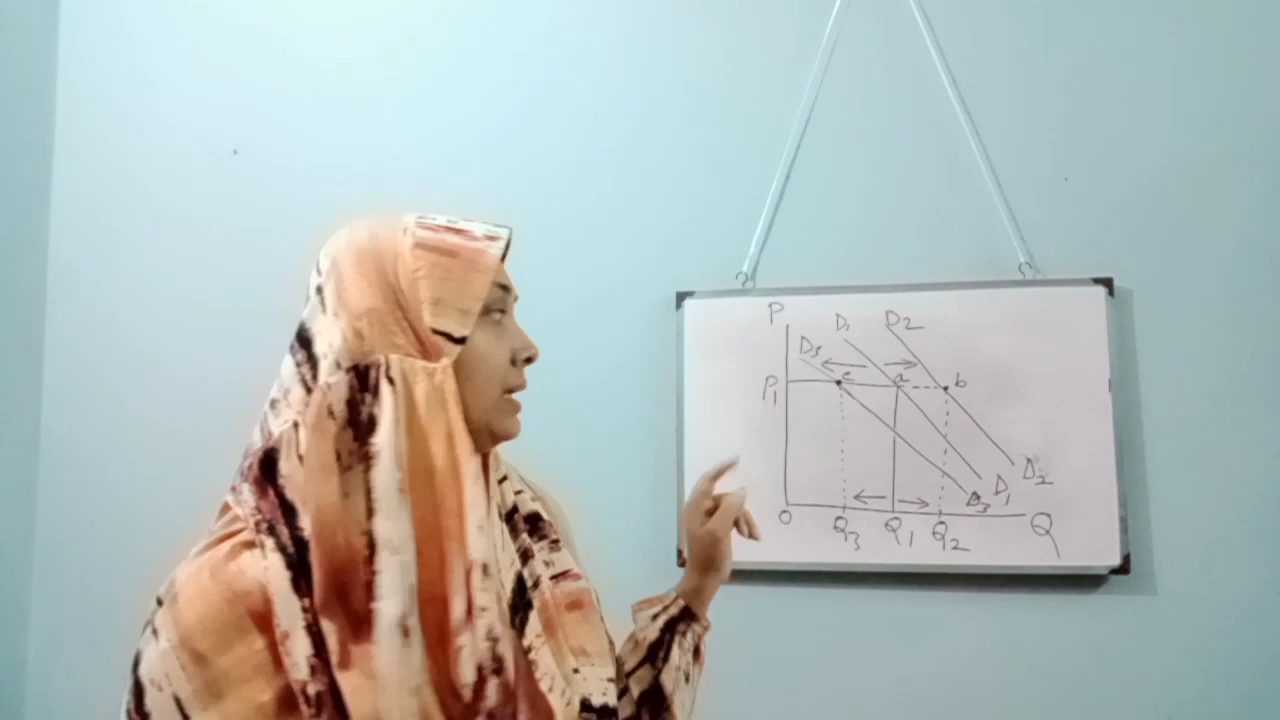 P
D₁ D2
D₃
P₁ c a b
D₂
D₁
D₃
O Q₃ Q₁ Q₂ Q